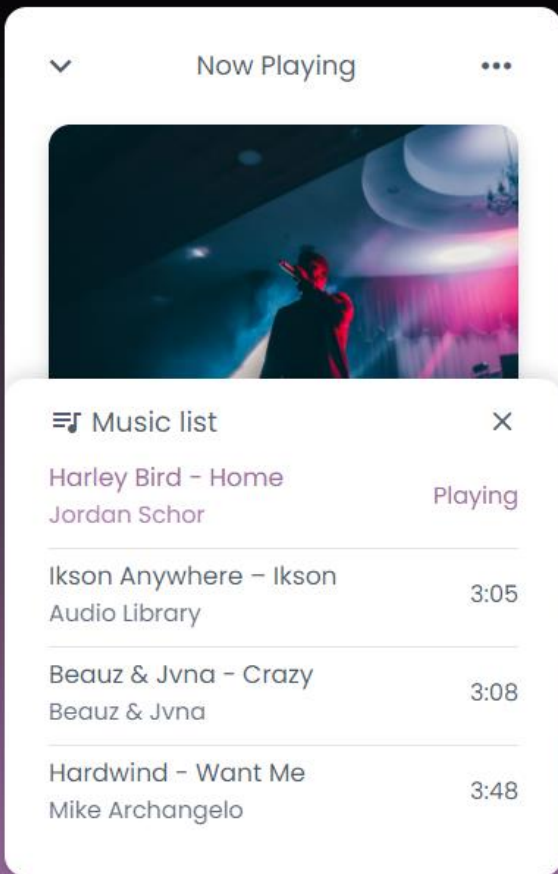 Now Playing
Music list
Harley Bird - Home
Jordan Schor
Playing
Ikson Anywhere – Ikson
Audio Library
3:05
Beauz & Jvna - Crazy
Beauz & Jvna
3:08
Hardwind - Want Me
Mike Archangelo
3:48